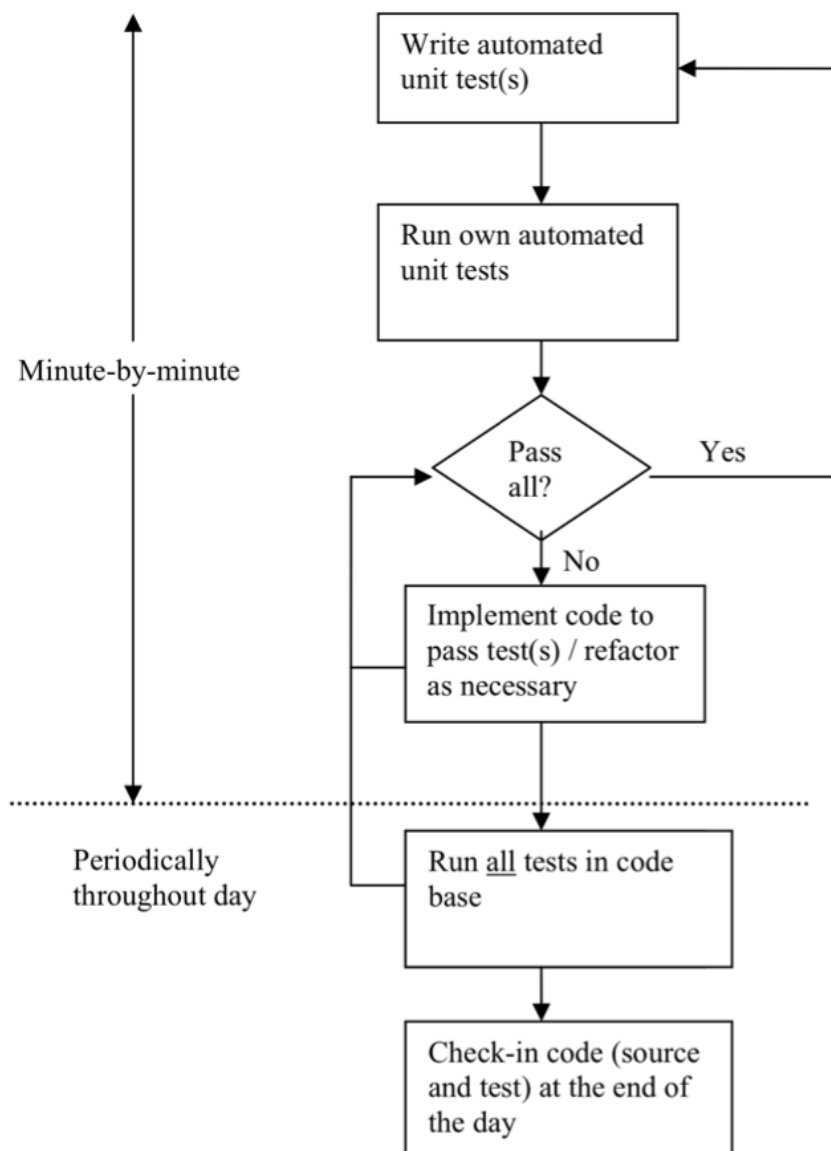 Write automated
unit test(s)
Run own automated
unit tests
Minute-by-minute
Pass
all?
Yes
No
Implement code to
pass test(s) / refactor
as necessary
Periodically
throughout day
Run all tests in code
base
Check-in code (source
and test) at the end of
the day